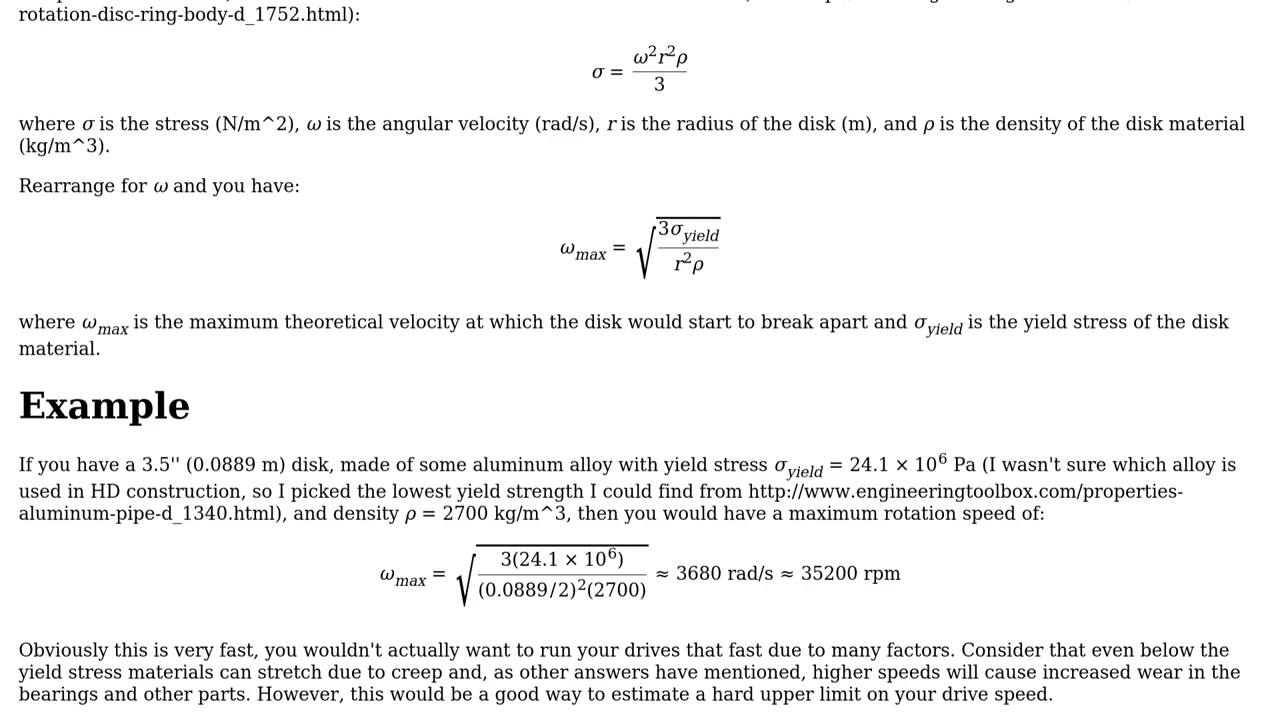 rotation-disc-ring-body-d_1752.html):
σ = ω²r²ρ / 3
where σ is the stress (N/m^2), ω is the angular velocity (rad/s), r is the radius of the disk (m), and ρ is the density of the disk material
(kg/m^3).
Rearrange for ω and you have:
ω_max = √(3σ_yield / r²ρ)
where ω_max is the maximum theoretical velocity at which the disk would start to break apart and σ_yield is the yield stress of the disk
material.
Example
If you have a 3.5'' (0.0889 m) disk, made of some aluminum alloy with yield stress σ_yield = 24.1 × 10⁶ Pa (I wasn't sure which alloy is
used in HD construction, so I picked the lowest yield strength I could find from http://www.engineeringtoolbox.com/properties-
aluminum-pipe-d_1340.html), and density ρ = 2700 kg/m^3, then you would have a maximum rotation speed of:
ω_max = √(3(24.1 × 10⁶) / (0.0889/2)²(2700)) ≈ 3680 rad/s ≈ 35200 rpm
Obviously this is very fast, you wouldn't actually want to run your drives that fast due to many factors. Consider that even below the
yield stress materials can stretch due to creep and, as other answers have mentioned, higher speeds will cause increased wear in the
bearings and other parts. However, this would be a good way to estimate a hard upper limit on your drive speed.